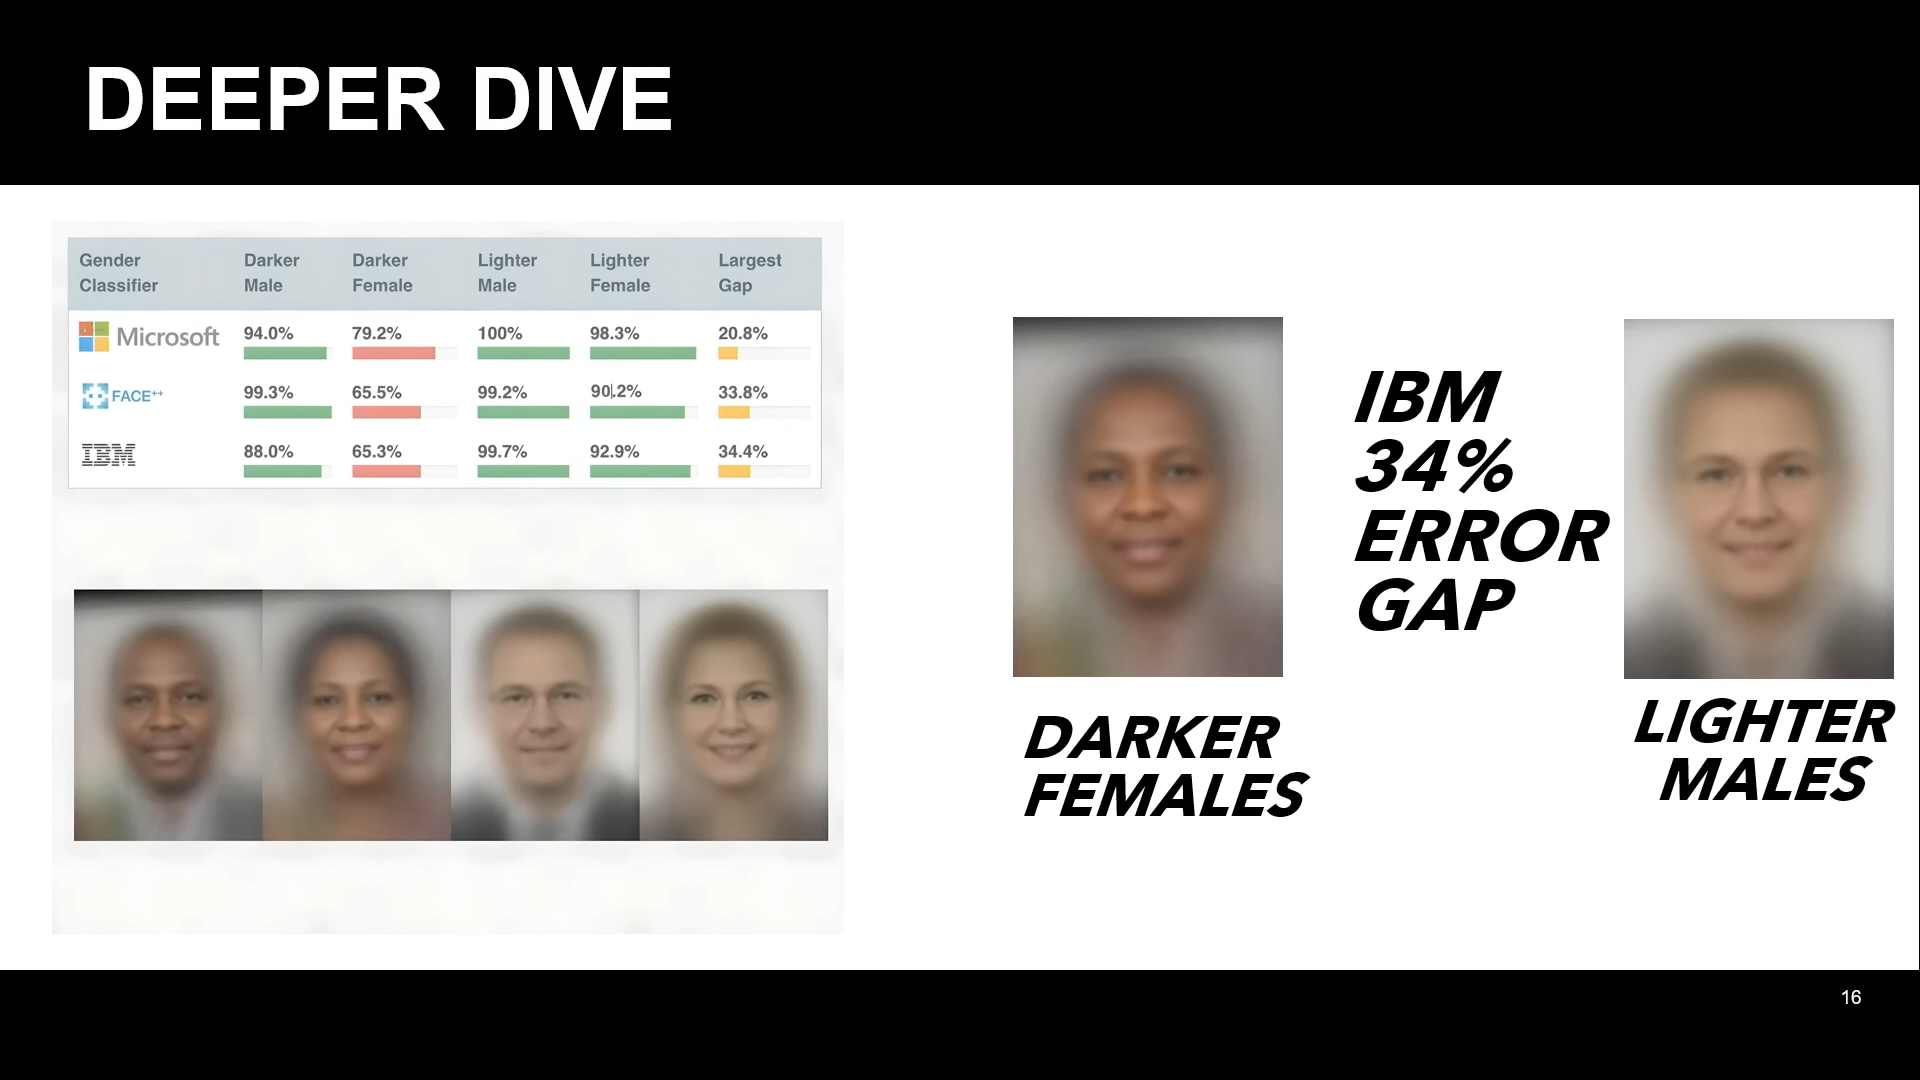 DEEPER DIVE
Gender Classifier Darker Male Darker Female Lighter Male Lighter Female Largest Gap
Microsoft 94.0% 79.2% 100% 98.3% 20.8%
FACE++ 99.3% 65.5% 99.2% 90.2% 33.8%
IBM 88.0% 65.3% 99.7% 92.9% 34.4%
IBM
34%
ERROR
GAP
DARKER
FEMALES
LIGHTER
MALES
16